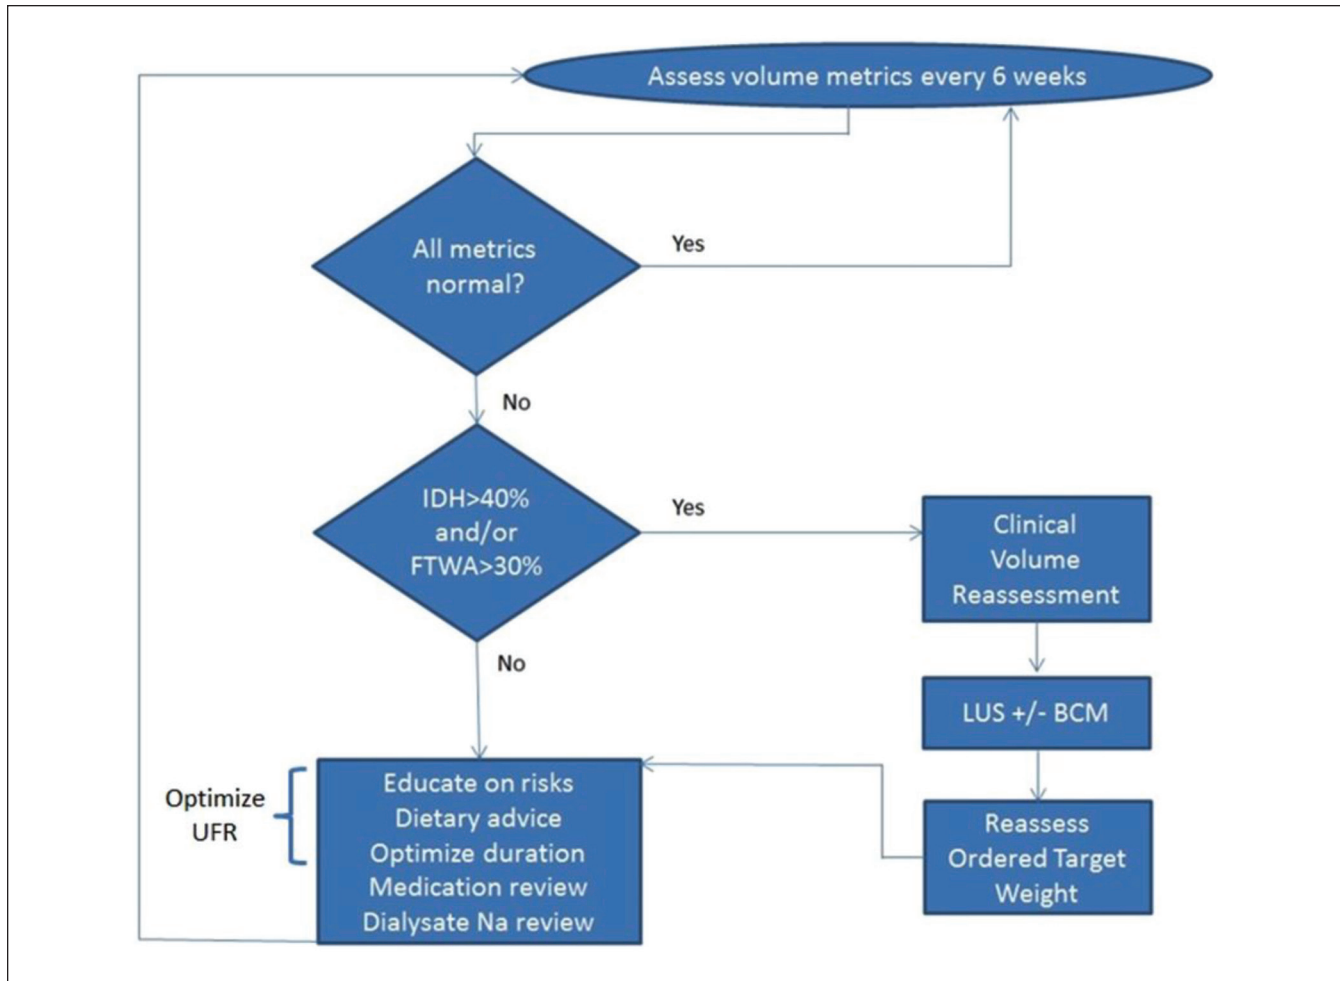 Assess volume metrics every 6 weeks
All metrics
normal?
Yes
No
IDH>40%
and/or
FTWA>30%
Yes
Clinical
Volume
Reassessment
No
LUS +/- BCM
Optimize
UFR
Educate on risks
Dietary advice
Optimize duration
Medication review
Dialysate Na review
Reassess
Ordered Target
Weight